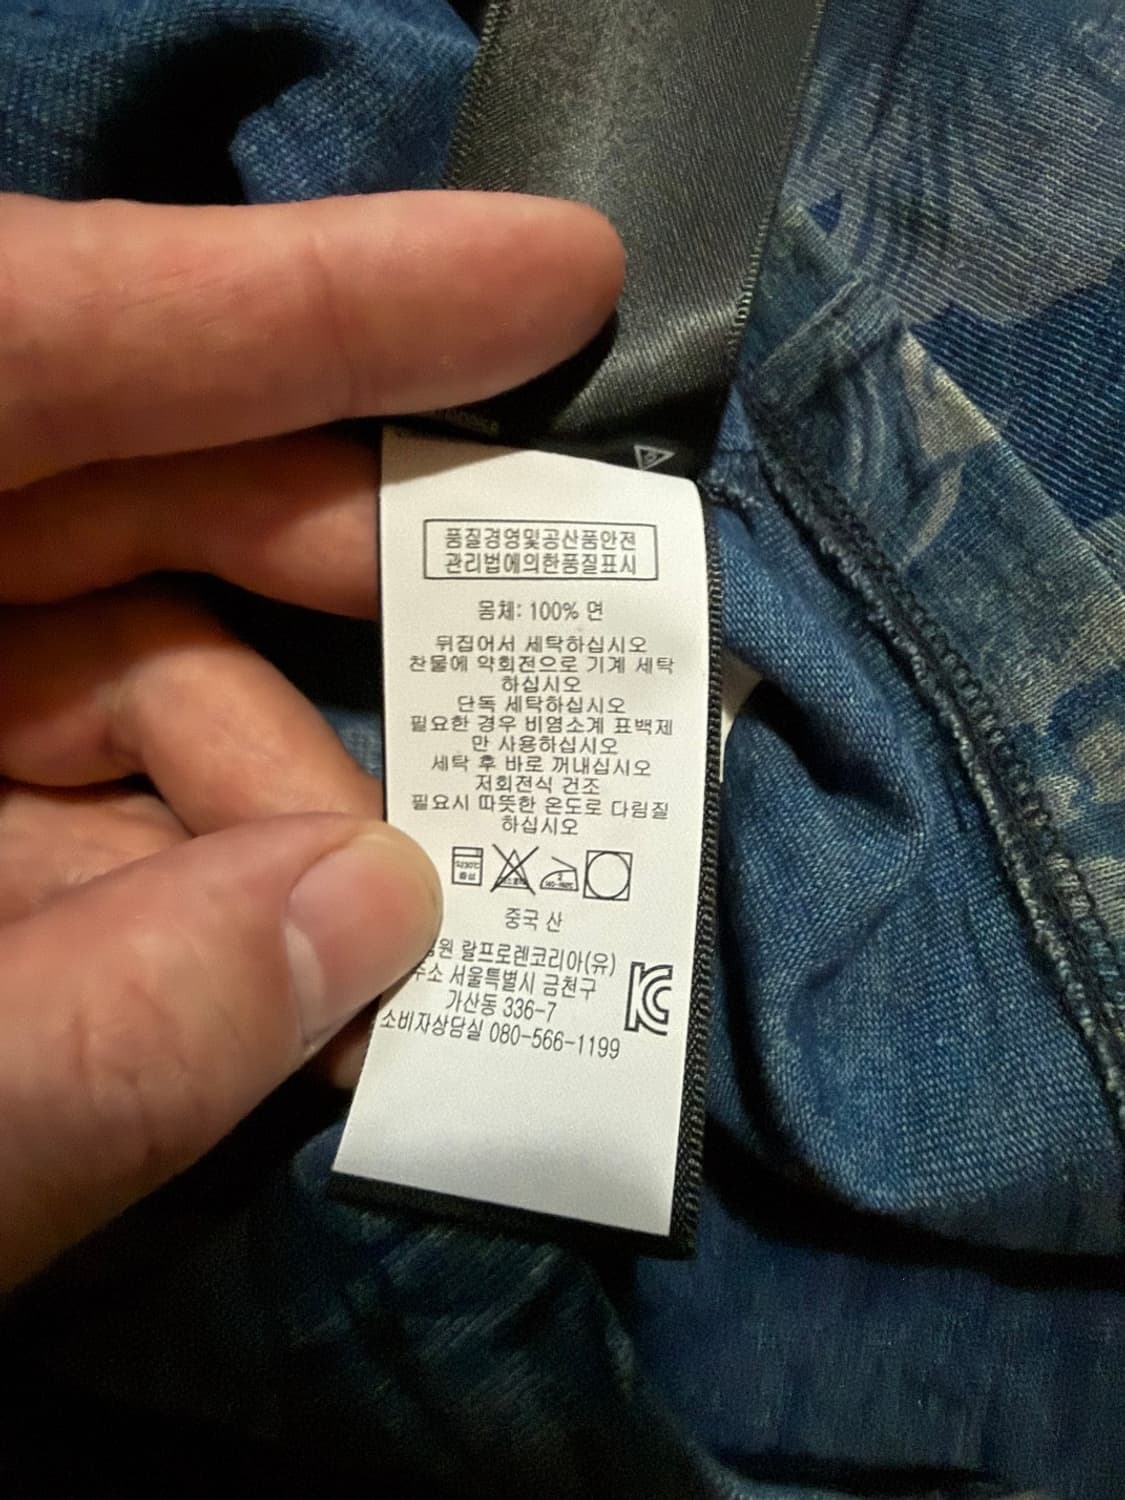 품질경영및공산품안전
관리법에의한품질표시
몸체: 100% 면
뒤집어서 세탁하십시오
찬물에 약회전으로 기계 세탁
하십시오
단독 세탁하십시오
필요한 경우 비염소계 표백제
만 사용하십시오
세탁 후 바로 꺼내십시오
저회전식 건조
필요시 따뜻한 온도로 다림질
하십시오
중국 산
랄프로렌코리아(유)
주소 서울특별시 금천구
가산동 336-7
소비자상담실 080-566-1199